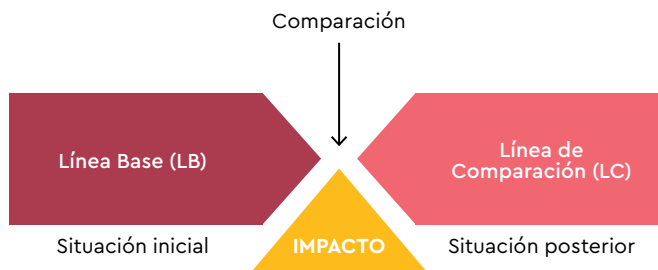 Comparación
Línea Base (LB)
Línea de
Comparación (LC)
Situación inicial
IMPACTO
Situación posterior